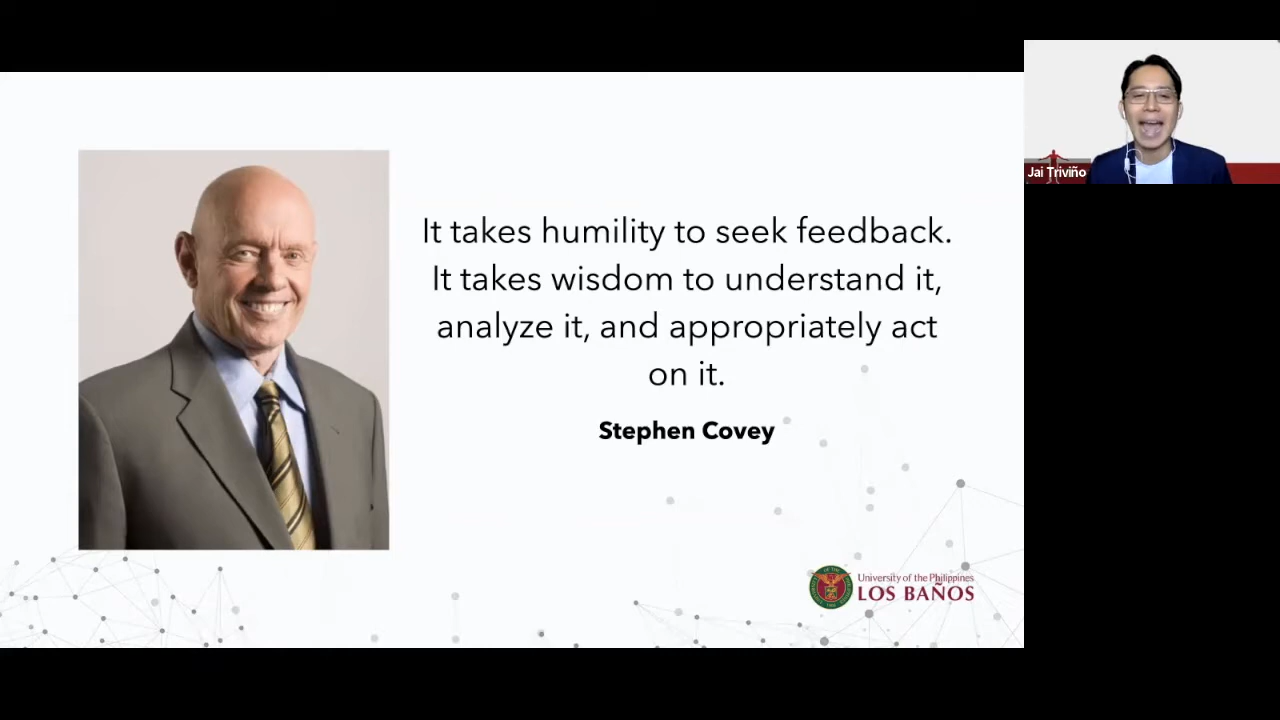 It takes humility to seek feedback.
It takes wisdom to understand it,
analyze it, and appropriately act
on it.
Stephen Covey
University of the Philippines
LOS BAÑOS
Jai Triviño